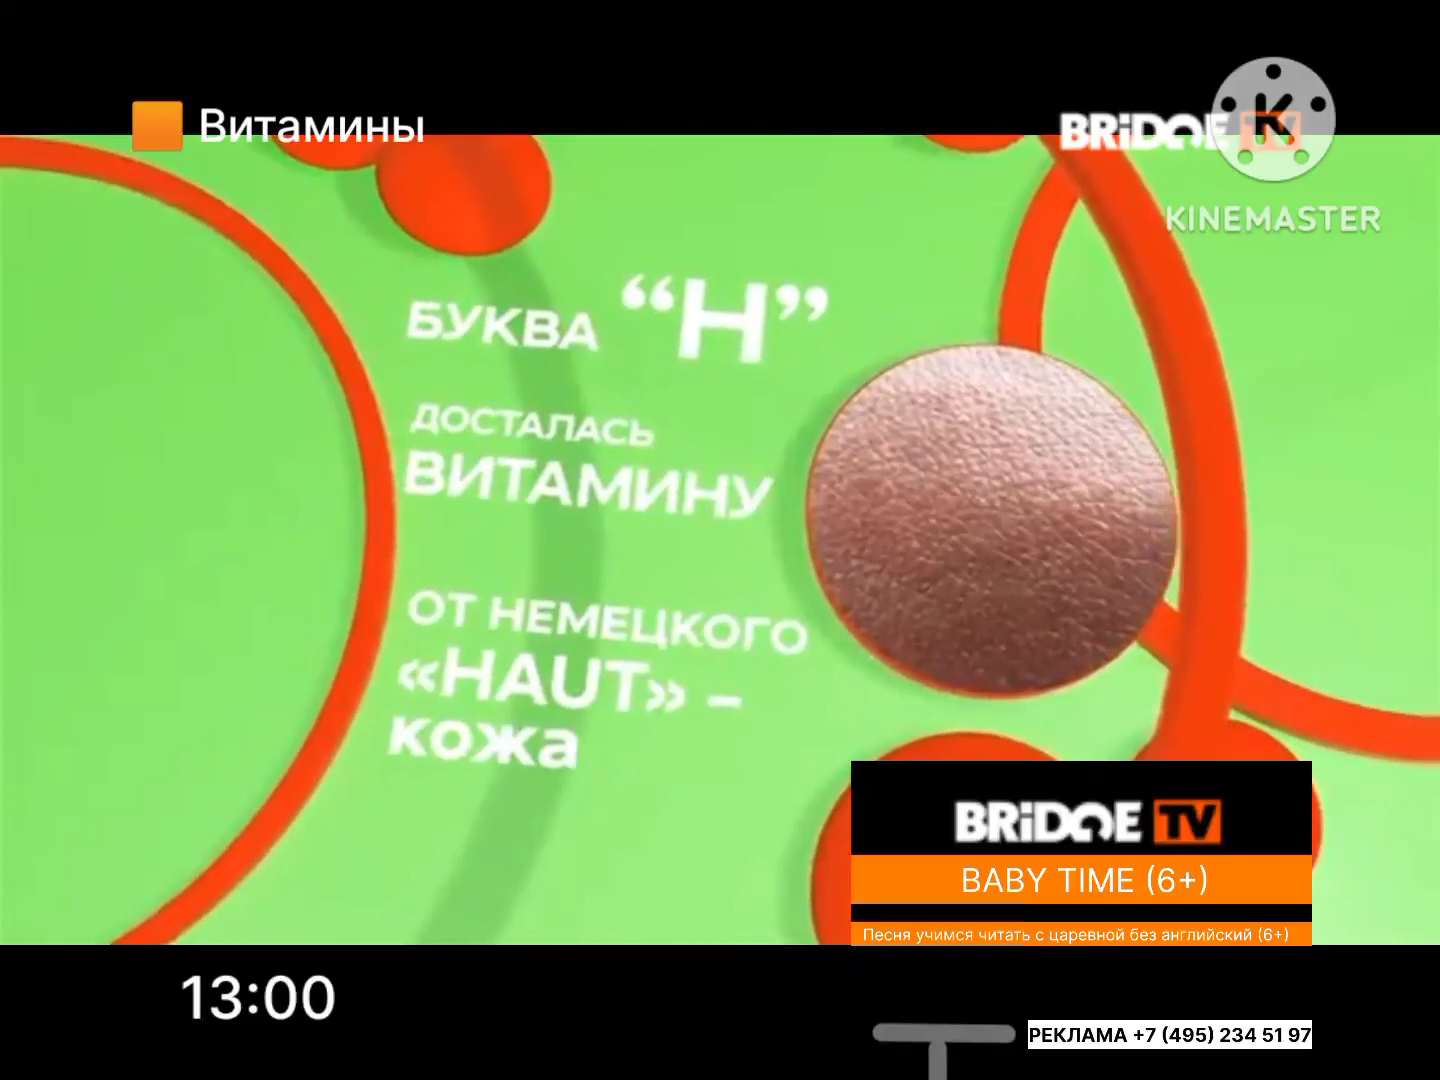 Витамины
BRiDGE TV
KINEMASTER
БУКВА “H”
ДОСТАЛАСЬ
ВИТАМИНУ
ОТ НЕМЕЦКОГО
«HAUT» –
кожа
BRiDGE TV
BABY TIME (6+)
Песня учимся читать с царевной без английский (6+)
13:00
РЕКЛАМА +7 (495) 234 51 97